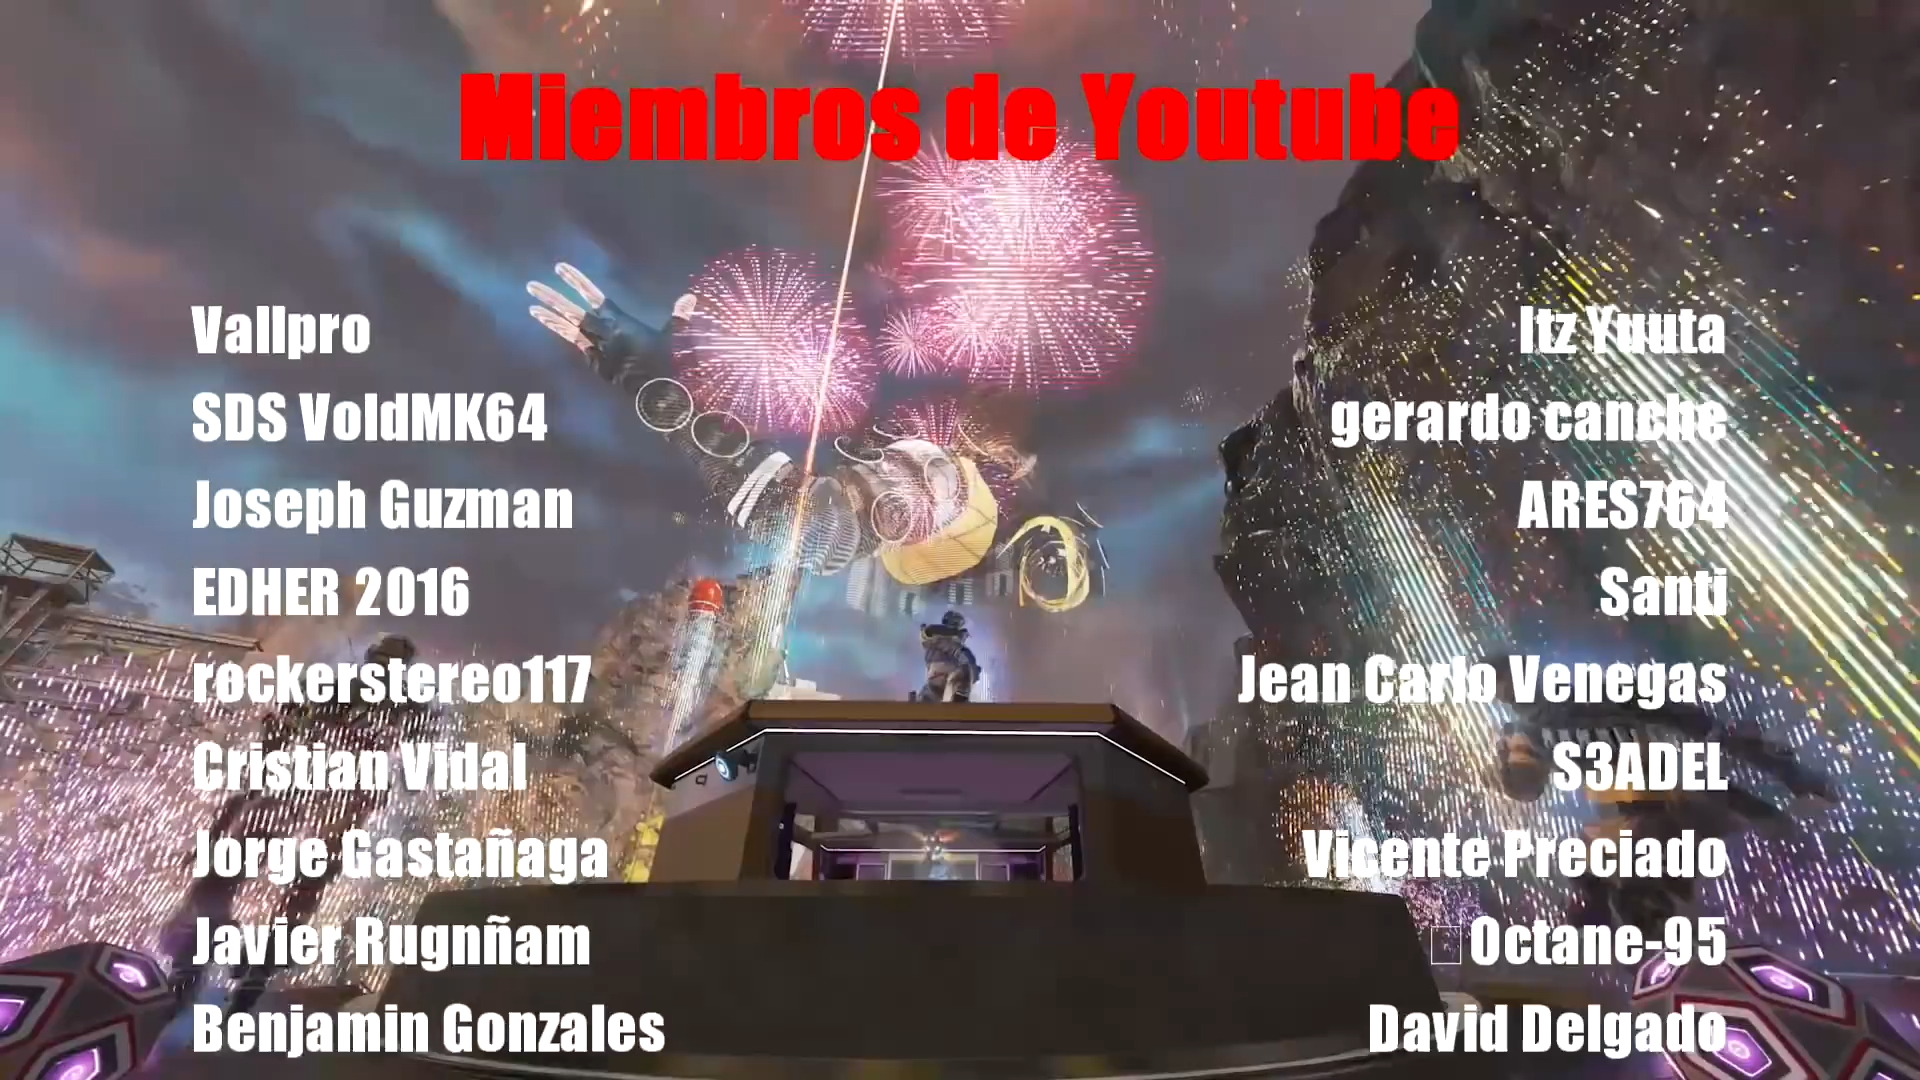 Miembros de Youtube
Vallpro
SDS VoldMK64
Joseph Guzman
EDHER 2016
rockerstereo117
Cristian Vidal
Jorge Gastañaga
Javier Rugnñam
Benjamin Gonzales
Itz Yuuta
gerardo canche
ARES764
Santi
Jean Carlo Venegas
S3ADEL
Vicente Preciado
Octane-95
David Delgado